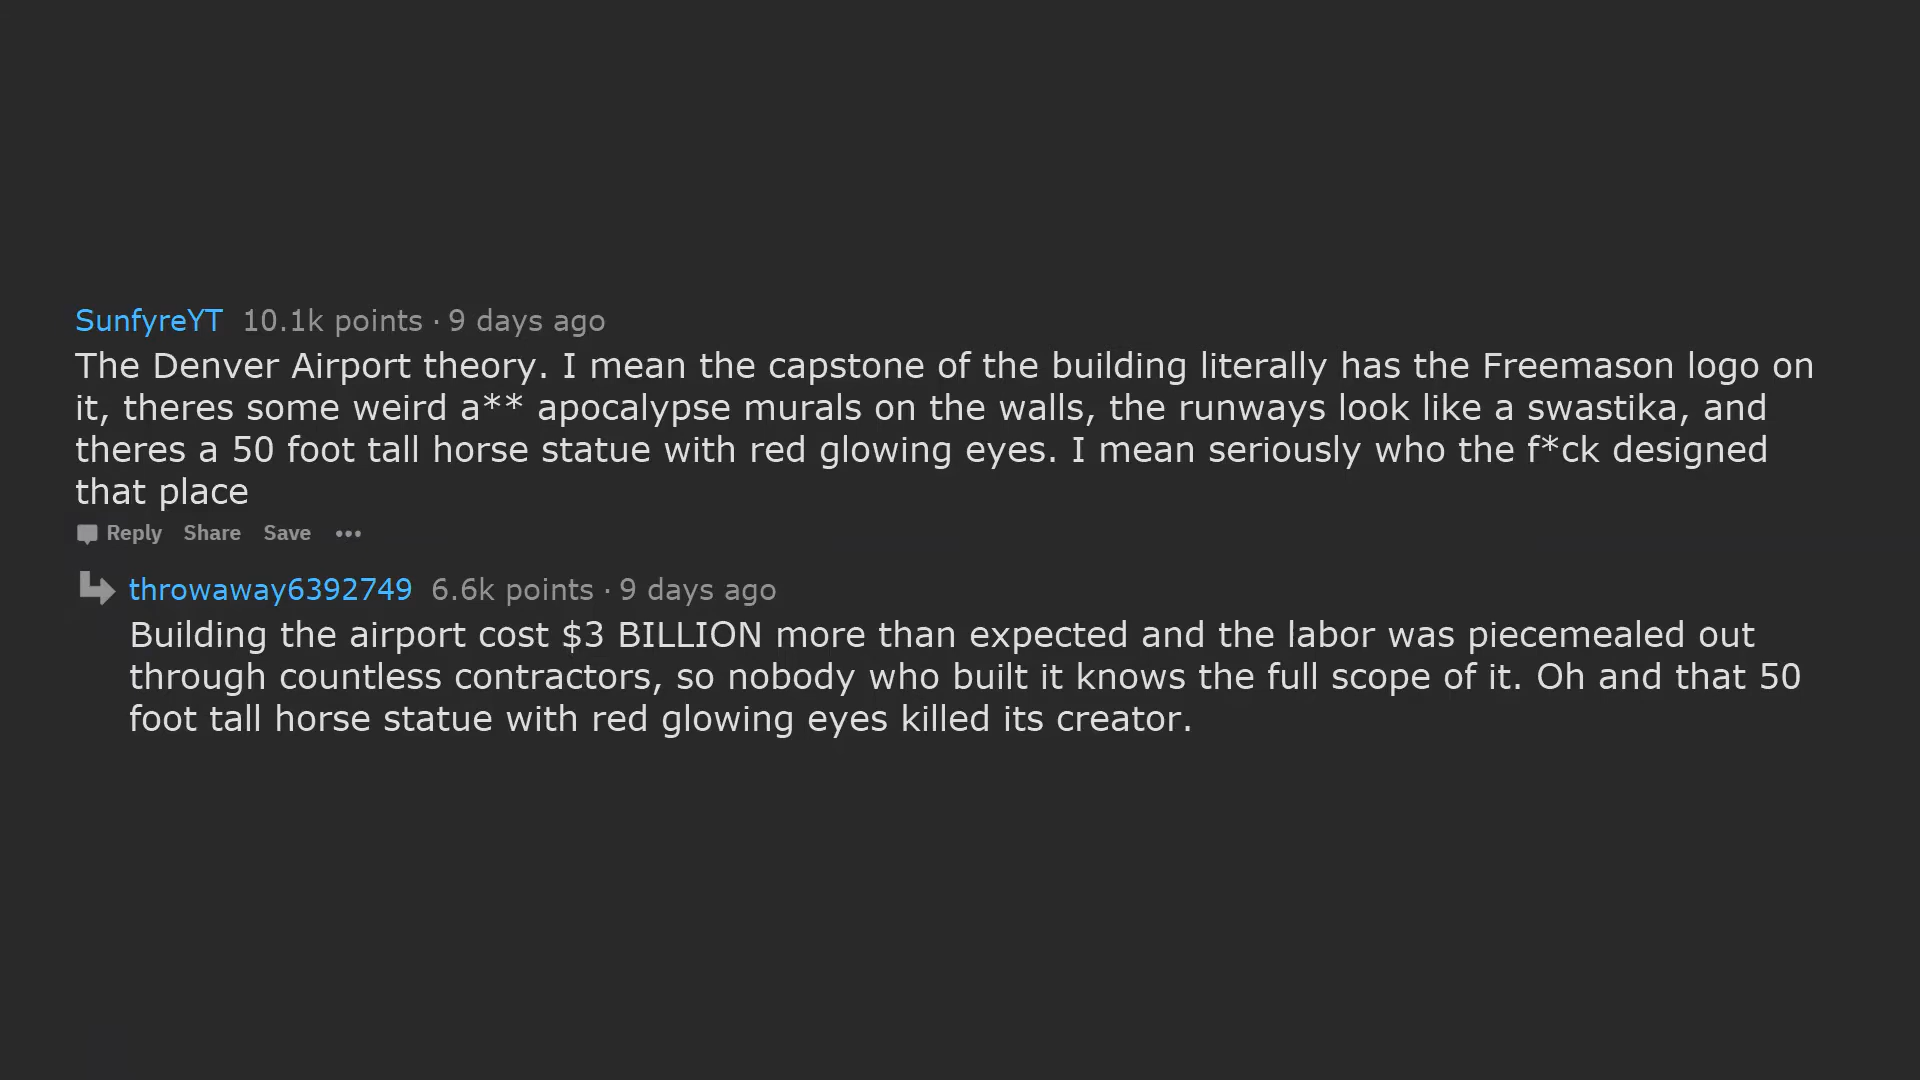 SunfyreYT 10.1k points · 9 days ago
The Denver Airport theory. I mean the capstone of the building literally has the Freemason logo on
it, theres some weird a** apocalypse murals on the walls, the runways look like a swastika, and
theres a 50 foot tall horse statue with red glowing eyes. I mean seriously who the f*ck designed
that place
Reply Share Save •••
throwaway6392749 6.6k points · 9 days ago
Building the airport cost $3 BILLION more than expected and the labor was piecemealed out
through countless contractors, so nobody who built it knows the full scope of it. Oh and that 50
foot tall horse statue with red glowing eyes killed its creator.